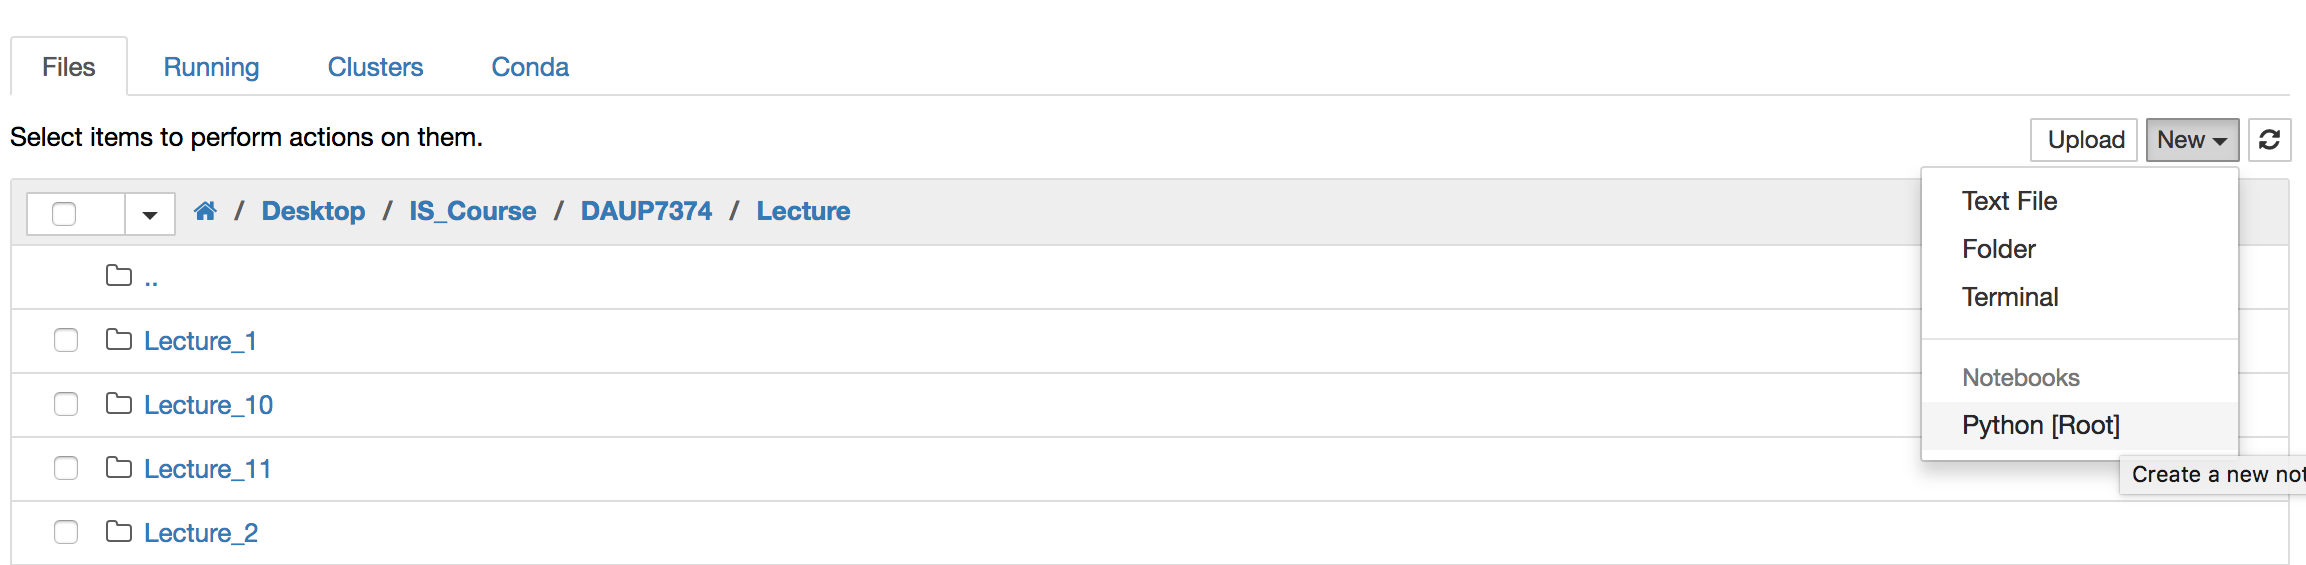 Files Running Clusters Conda
Select items to perform actions on them.
Upload New
/ Desktop / IS_Course / DAUP7374 / Lecture
Text File
Folder
Terminal
Notebooks
Python [Root]
Create a new not
..
Lecture_1
Lecture_10
Lecture_11
Lecture_2